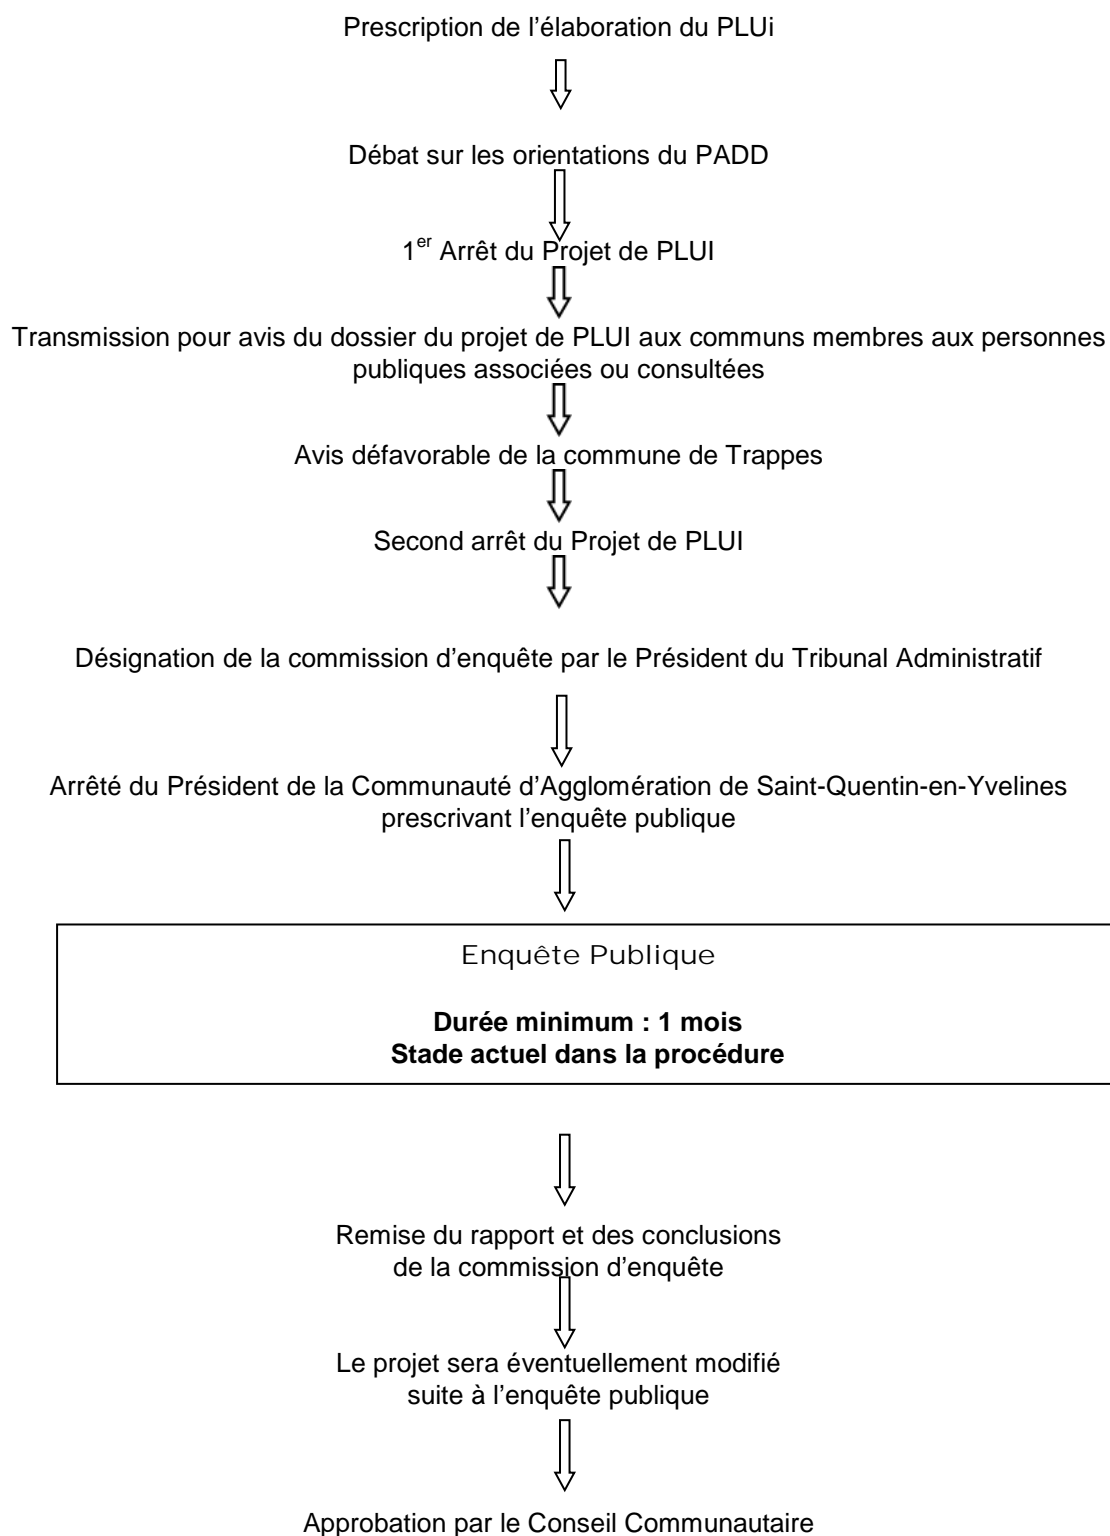 Prescription de l'élaboration du PLUi
Débat sur les orientations du PADD
1er Arrêt du Projet de PLUI
Transmission pour avis du dossier du projet de PLUI aux communs membres aux personnes
publiques associées ou consultées
Avis défavorable de la commune de Trappes
Second arrêt du Projet de PLUI
Désignation de la commission d'enquête par le Président du Tribunal Administratif
Arrêté du Président de la Communauté d'Agglomération de Saint-Quentin-en-Yvelines
prescrivant l'enquête publique
Enquête Publique
Durée minimum : 1 mois
Stade actuel dans la procédure
Remise du rapport et des conclusions
de la commission d'enquête
Le projet sera éventuellement modifié
suite à l'enquête publique
Approbation par le Conseil Communautaire